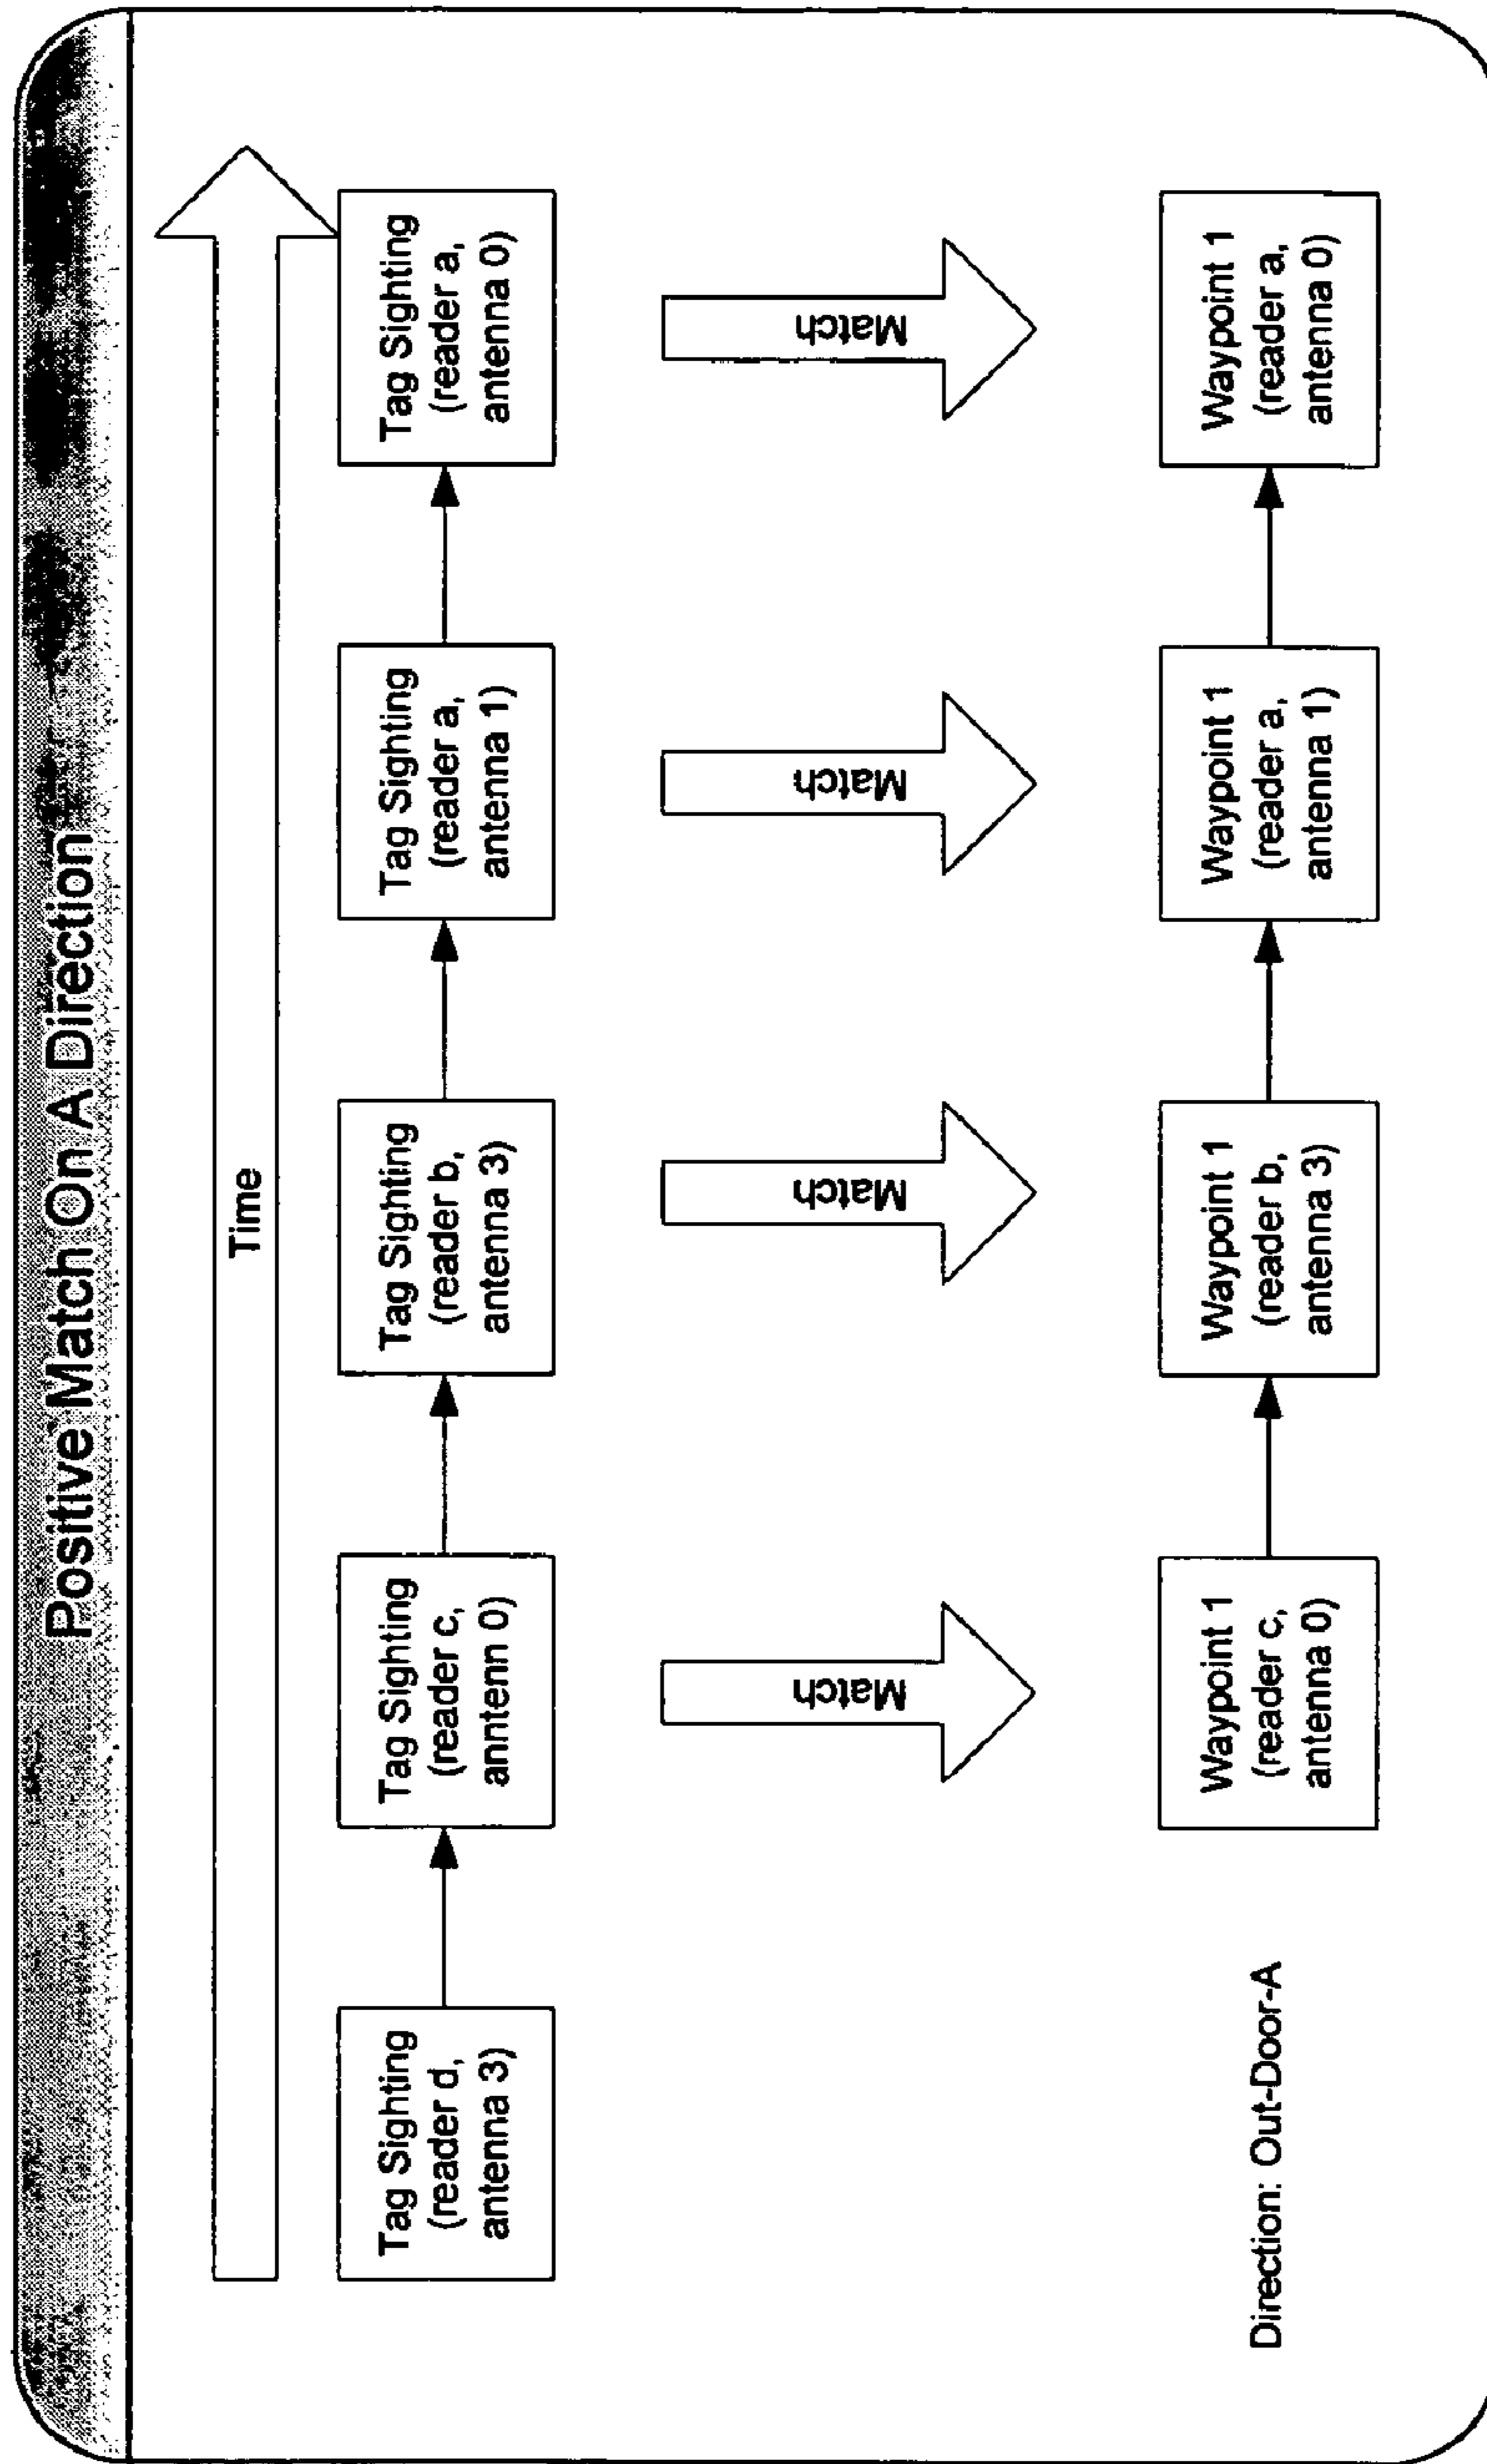 Positive Match On A Direction
Time
Tag Sighting
(reader d,
antenna 3)
Tag Sighting
(reader c,
anntenn 0)
Tag Sighting
(reader b,
antenna 3)
Tag Sighting
(reader a,
antenna 1)
Tag Sighting
(reader a,
antenna 0)
Match
Match
Match
Match
Direction: Out-Door-A
Waypoint 1
(reader c,
antenna 0)
Waypoint 1
(reader b,
antenna 3)
Waypoint 1
(reader a,
antenna 1)
Waypoint 1
(reader a,
antenna 0)